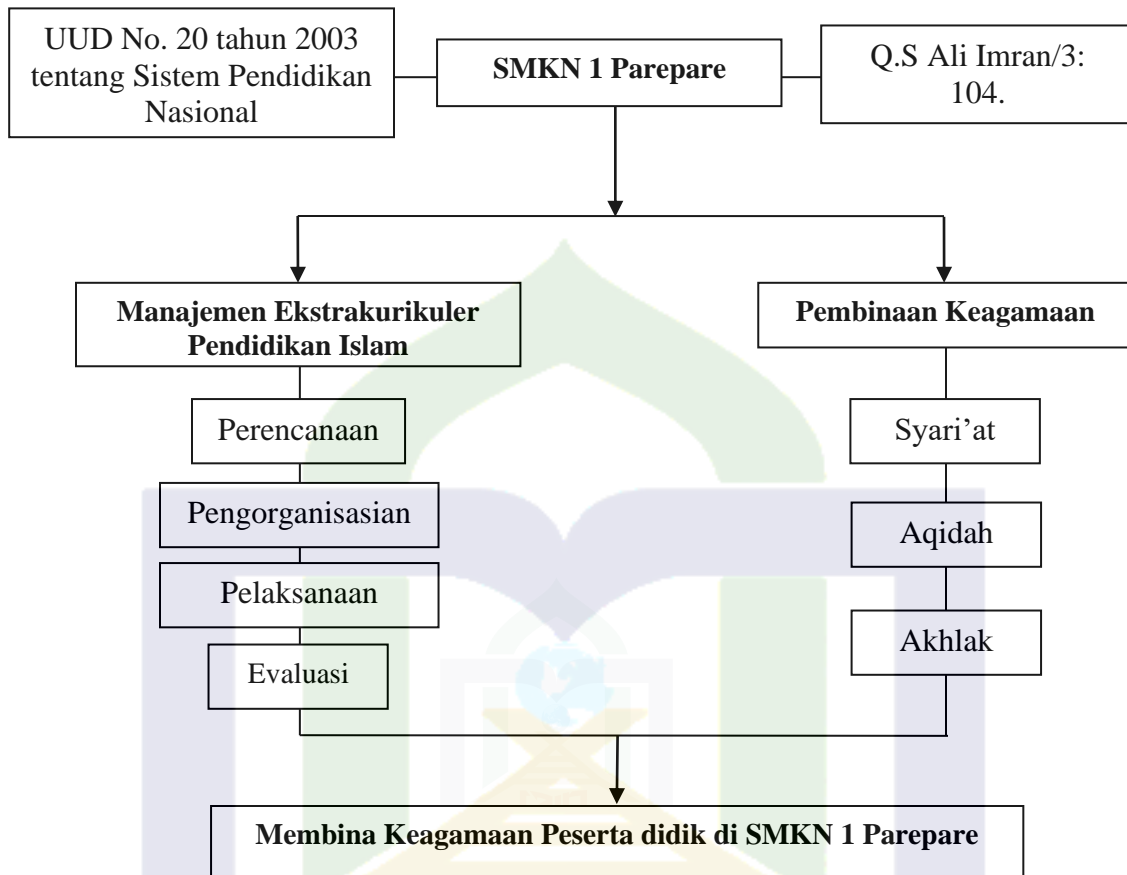 UUD No. 20 tahun 2003
tentang Sistem Pendidikan
Nasional
SMKN 1 Parepare
Q.S Ali Imran/3:
104.
Manajemen Ekstrakurikuler
Pendidikan Islam
Perencanaan
Pengorganisasian
Pelaksanaan
Evaluasi
Pembinaan Keagamaan
Syari’at
Aqidah
Akhlak
Membina Keagamaan Peserta didik di SMKN 1 Parepare